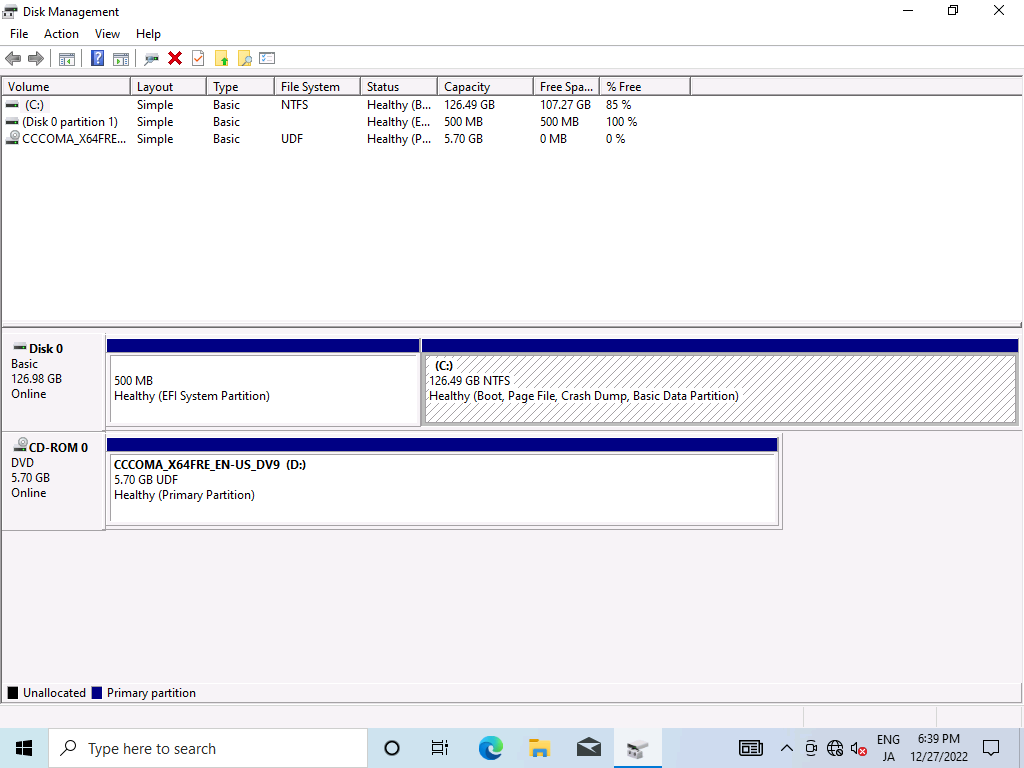 Disk Management
File Action View Help
Volume Layout Type File System Status Capacity Free Spa... % Free
(C:) Simple Basic NTFS Healthy (B... 126.49 GB 107.27 GB 85 %
(Disk 0 partition 1) Simple Basic Healthy (E... 500 MB 500 MB 100 %
CCCOMA_X64FRE... Simple Basic UDF Healthy (P... 5.70 GB 0 MB 0 %
Disk 0
Basic
126.98 GB
Online
500 MB
Healthy (EFI System Partition)
(C:)
126.49 GB NTFS
Healthy (Boot, Page File, Crash Dump, Basic Data Partition)
CD-ROM 0
DVD
5.70 GB
Online
CCCOMA_X64FRE_EN-US_DV9 (D:)
5.70 GB UDF
Healthy (Primary Partition)
Unallocated Primary partition
Type here to search
ENG
JA
6:39 PM
12/27/2022